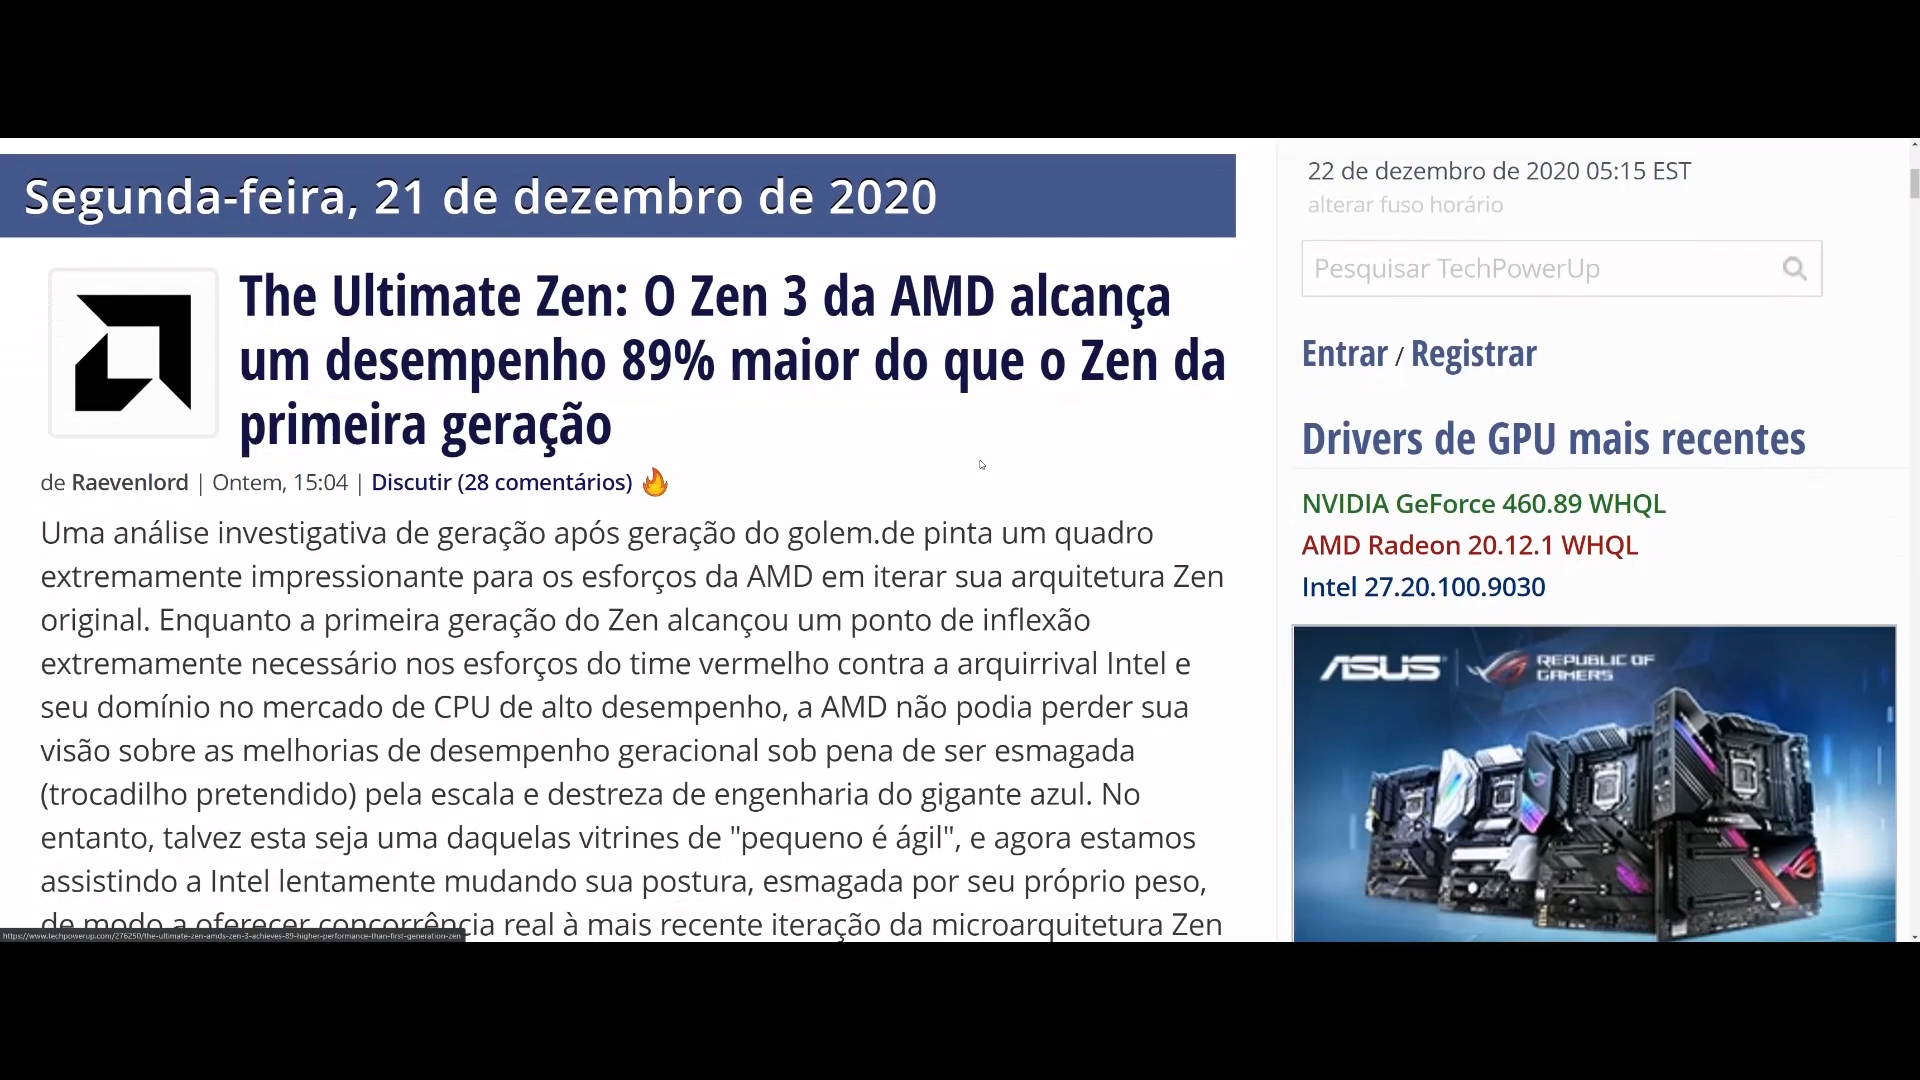 Segunda-feira, 21 de dezembro de 2020
The Ultimate Zen: O Zen 3 da AMD alcança
um desempenho 89% maior do que o Zen da
primeira geração
de Raevenlord | Ontem, 15:04 | Discutir (28 comentários)
Uma análise investigativa de geração após geração do golem.de pinta um quadro
extremamente impressionante para os esforços da AMD em iterar sua arquitetura Zen
original. Enquanto a primeira geração do Zen alcançou um ponto de inflexão
extremamente necessário nos esforços do time vermelho contra a arquirrival Intel e
seu domínio no mercado de CPU de alto desempenho, a AMD não podia perder sua
visão sobre as melhorias de desempenho geracional sob pena de ser esmagada
(trocadilho pretendido) pela escala e destreza de engenharia do gigante azul. No
entanto, talvez esta seja uma daquelas vitrines de "pequeno é ágil", e agora estamos
assistindo a Intel lentamente mudando sua postura, esmagada por seu próprio peso,
de modo a oferecer concorrência real à mais recente iteração da microarquitetura Zen
https://www.techpowerup.com/276250/the-ultimate-zen-amds-zen-3-achieves-89-higher-performance-than-first-generation-zen
22 de dezembro de 2020 05:15 EST
alterar fuso horário
Pesquisar TechPowerUp
Entrar / Registrar
Drivers de GPU mais recentes
NVIDIA GeForce 460.89 WHQL
AMD Radeon 20.12.1 WHQL
Intel 27.20.100.9030
ASUS REPUBLIC OF
GAMERS